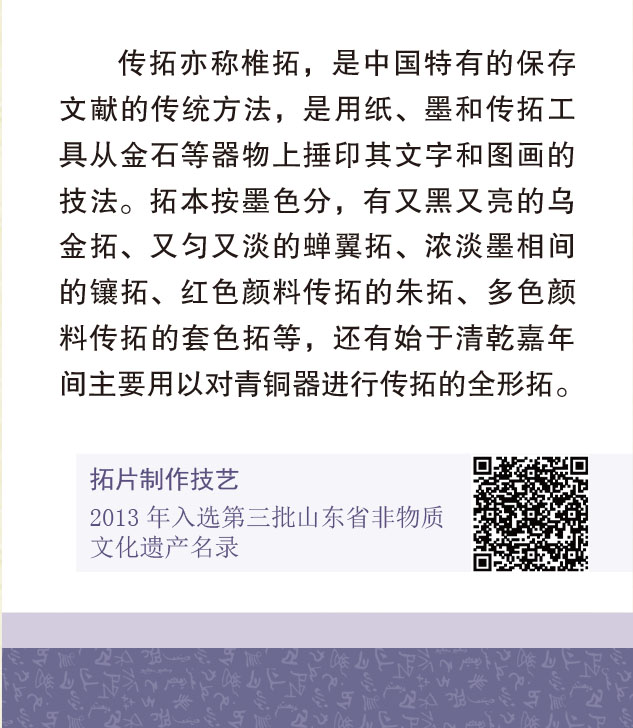 传拓亦称椎拓，是中国特有的保存
文献的传统方法，是用纸、墨和传拓工
具从金石等器物上捶印其文字和图画的
技法。拓本按墨色分，有又黑又亮的乌
金拓、又匀又淡的蝉翼拓、浓淡墨相间
的镶拓、红色颜料传拓的朱拓、多色颜
料传拓的套色拓等，还有始于清乾嘉年
间主要用以对青铜器进行传拓的全形拓。
拓片制作技艺
2013 年入选第三批山东省非物质
文化遗产名录